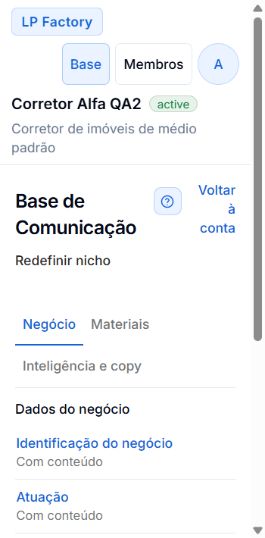 LP Factory
Base
Membros
A
Corretor Alfa QA2 active
Corretor de imóveis de médio
padrão
Base de
Comunicação
Voltar
à
conta
Redefinir nicho
Negócio Materiais
Inteligência e copy
Dados do negócio
Identificação do negócio
Com conteúdo
Atuação
Com conteúdo